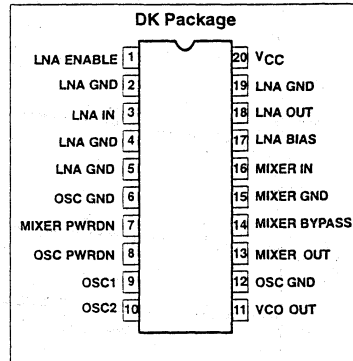 DK Package
LNA ENABLE 1 20 VCC
LNA GND 2 19 LNA GND
LNA IN 3 18 LNA OUT
LNA GND 4 17 LNA BIAS
LNA GND 5 16 MIXER IN
OSC GND 6 15 MIXER GND
MIXER PWRDN 7 14 MIXER BYPASS
OSC PWRDN 8 13 MIXER OUT
OSC1 9 12 OSC GND
OSC2 10 11 VCO OUT